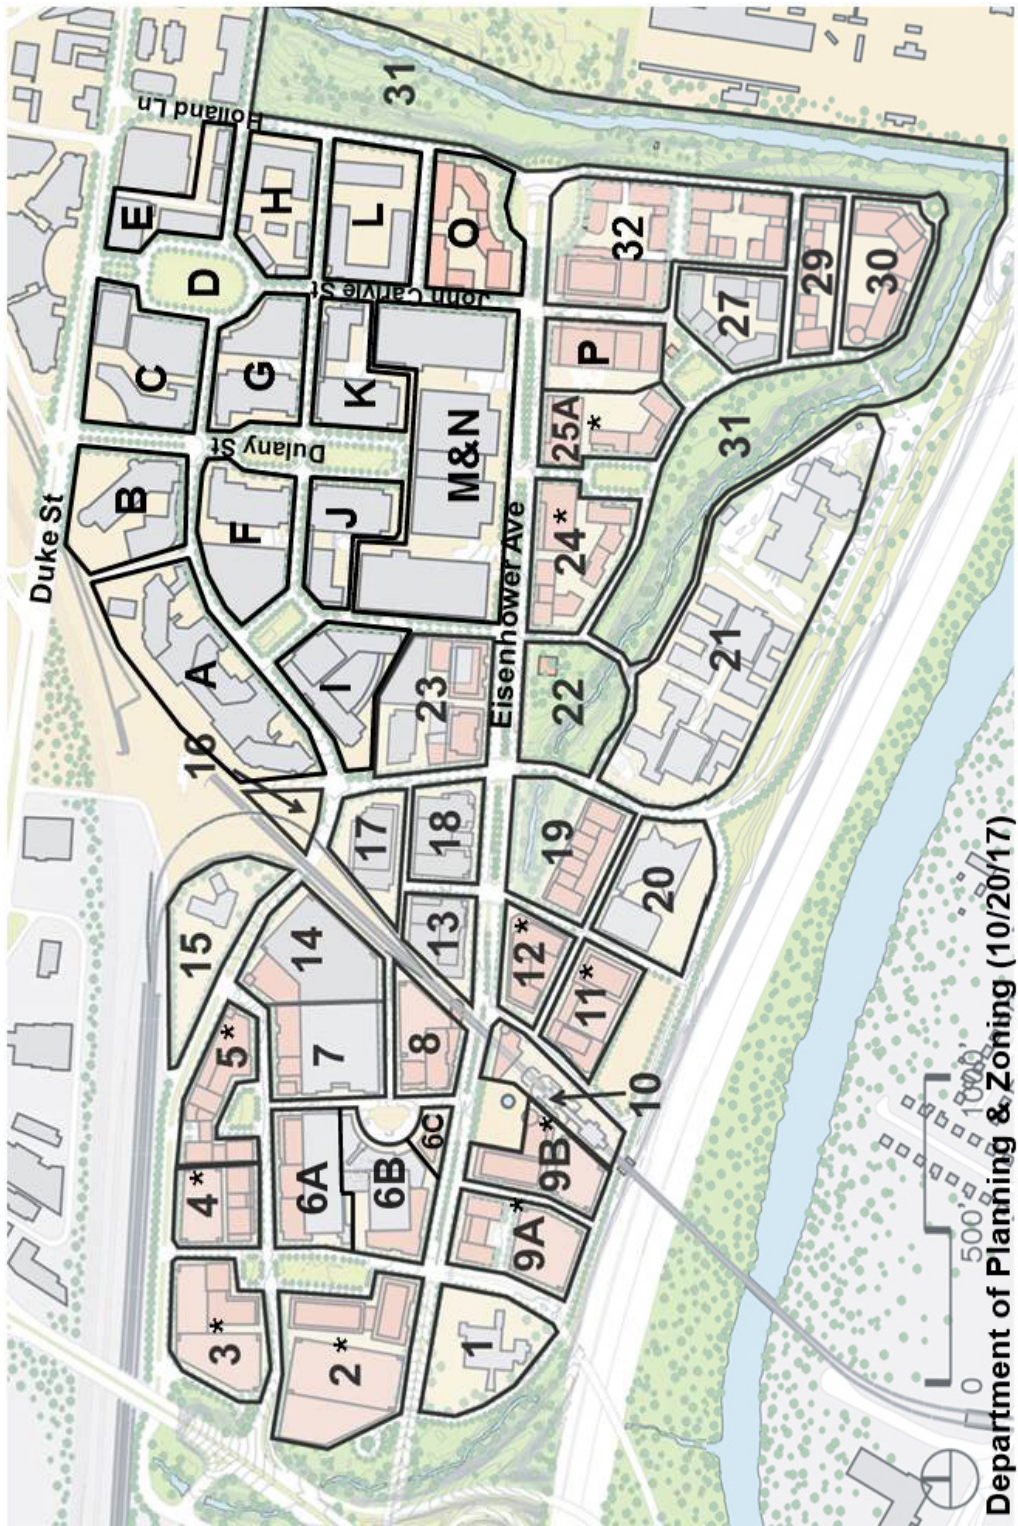 Duke St
Holland Ln
John Carlyle St
Dulany St
Eisenhower Ave
A
B
C
D
E
F
G
H
I
J
K
L
M&N
O
P
1
2*
3*
4*
5*
6A
6B
6C
7
8
9A*
9B*
10
11*
12*
13
14
15
16
17
18
19
20
21
22
23
24*
25A
*
27
29
30
31
31
32
0
500'
1000'
Department of Planning & Zoning (10/20/17)